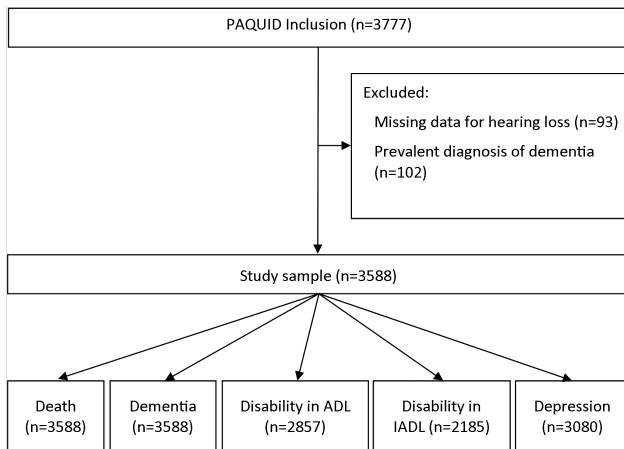 PAQUID Inclusion (n=3777)
Excluded:
Missing data for hearing loss (n=93)
Prevalent diagnosis of dementia
(n=102)
Study sample (n=3588)
Death
(n=3588)
Dementia
(n=3588)
Disability in ADL
(n=2857)
Disability in
IADL (n=2185)
Depression
(n=3080)